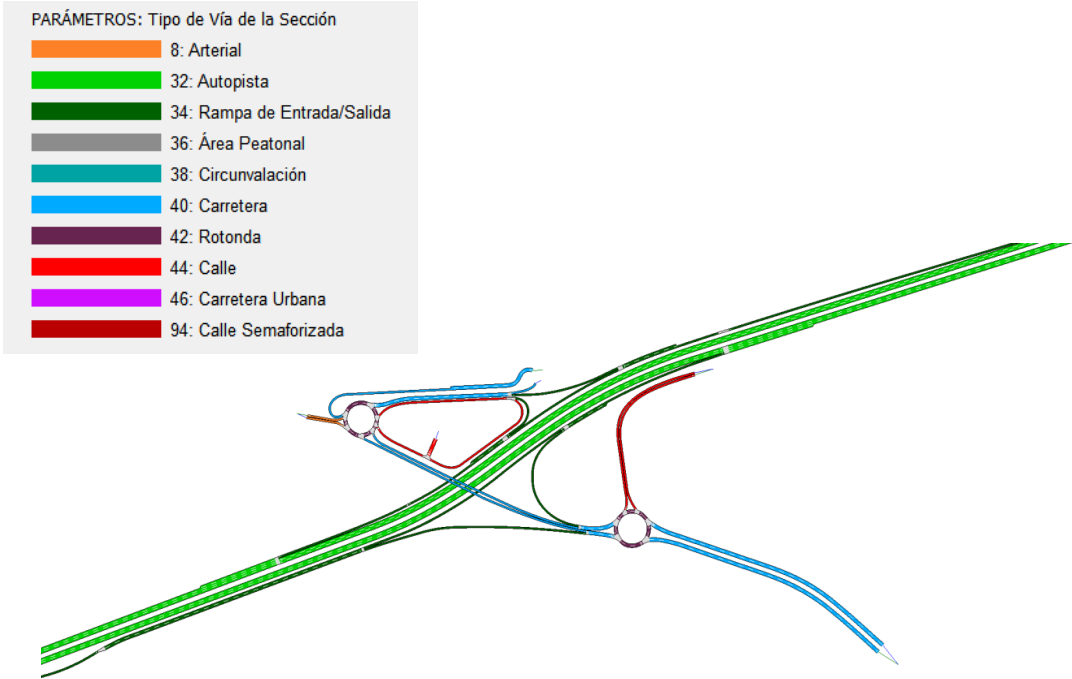 PARÁMETROS: Tipo de Vía de la Sección
8: Arterial
32: Autopista
34: Rampa de Entrada/Salida
36: Área Peatonal
38: Circunvalación
40: Carretera
42: Rotonda
44: Calle
46: Carretera Urbana
94: Calle Semaforizada